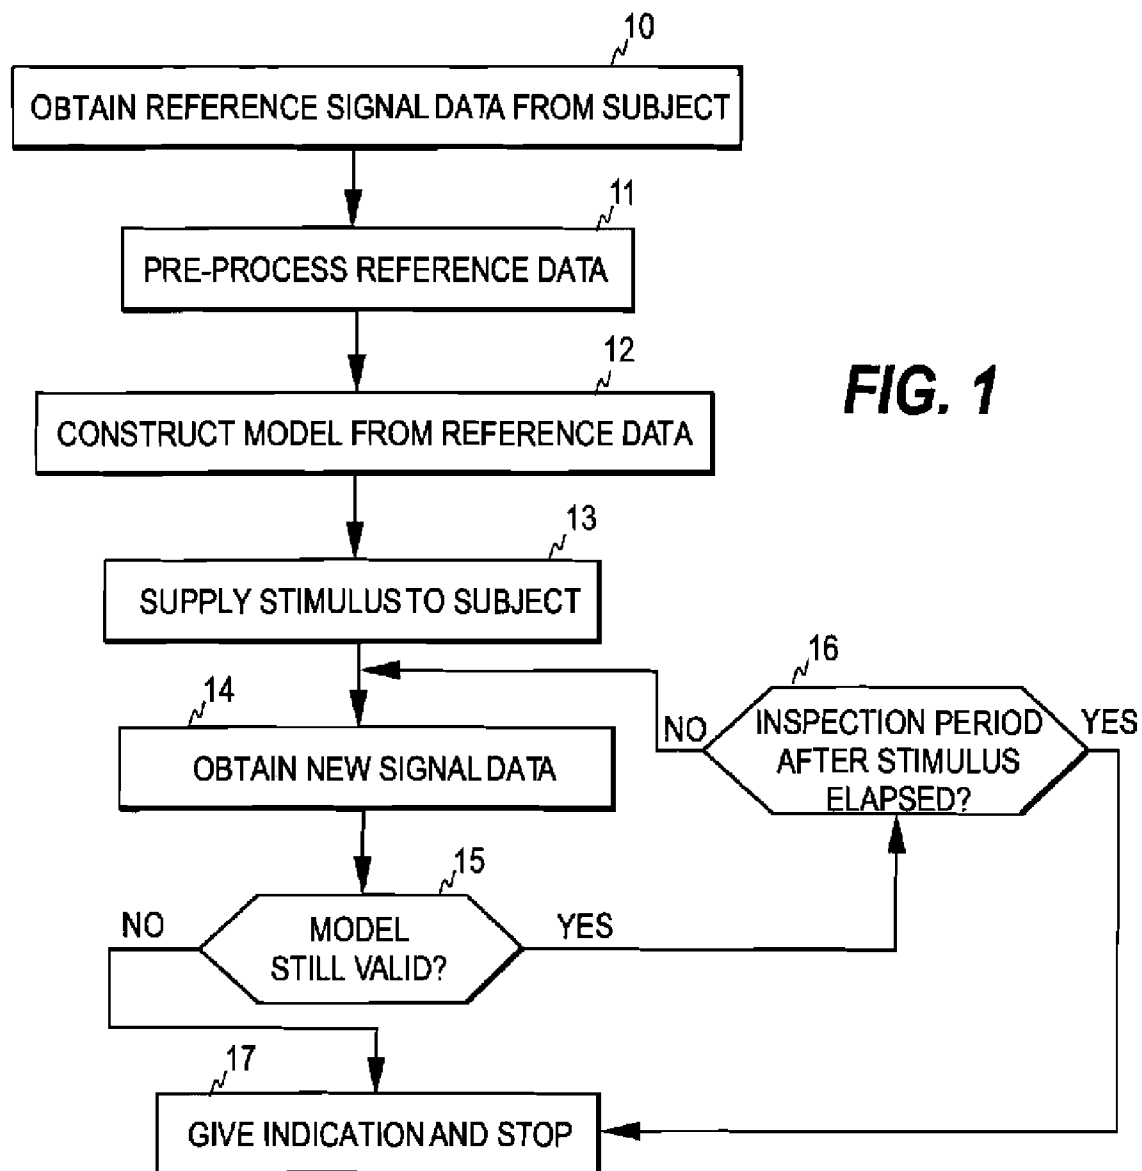 10
OBTAIN REFERENCE SIGNAL DATA FROM SUBJECT
11
PRE-PROCESS REFERENCE DATA
12
CONSTRUCT MODEL FROM REFERENCE DATA
FIG. 1
13
SUPPLY STIMULUS TO SUBJECT
16
NO
INSPECTION PERIOD
AFTER STIMULUS
ELAPSED?
YES
14
OBTAIN NEW SIGNAL DATA
15
NO
MODEL
STILL VALID?
YES
17
GIVE INDICATION AND STOP